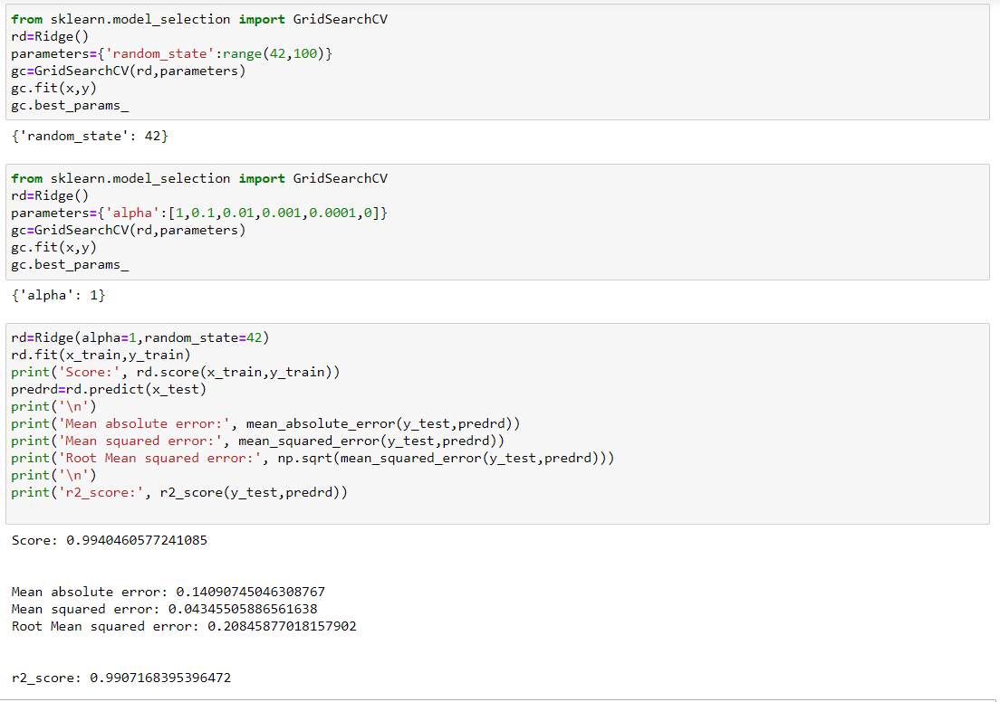 from sklearn.model_selection import GridSearchCV
rd=Ridge()
parameters={'random_state':range(42,100)}
gc=GridSearchCV(rd,parameters)
gc.fit(x,y)
gc.best_params_
{'random_state': 42}
from sklearn.model_selection import GridSearchCV
rd=Ridge()
parameters={'alpha':[1,0.1,0.01,0.001,0.0001,0]}
gc=GridSearchCV(rd,parameters)
gc.fit(x,y)
gc.best_params_
{'alpha': 1}
rd=Ridge(alpha=1,random_state=42)
rd.fit(x_train,y_train)
print('Score:', rd.score(x_train,y_train))
predrd=rd.predict(x_test)
print('\n')
print('Mean absolute error:', mean_absolute_error(y_test,predrd))
print('Mean squared error:', mean_squared_error(y_test,predrd))
print('Root Mean squared error:', np.sqrt(mean_squared_error(y_test,predrd)))
print('\n')
print('r2_score:', r2_score(y_test,predrd))
Score: 0.9940460577241085
Mean absolute error: 0.14090745046308767
Mean squared error: 0.04345505886561638
Root Mean squared error: 0.20845877018157902
r2_score: 0.9907168395396472